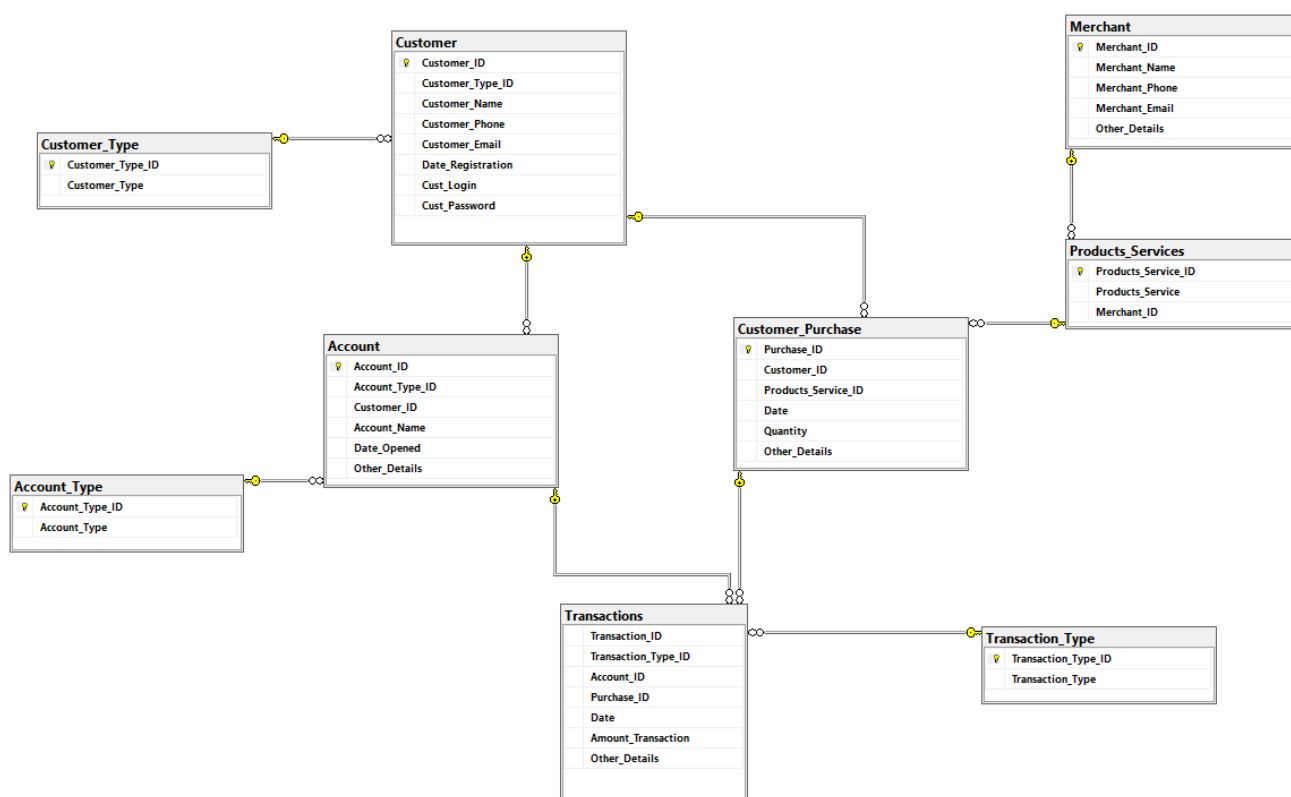 Customer
Customer_ID
Customer_Type_ID
Customer_Name
Customer_Phone
Customer_Email
Date_Registration
Cust_Login
Cust_Password
Merchant
Merchant_ID
Merchant_Name
Merchant_Phone
Merchant_Email
Other_Details
Customer_Type
Customer_Type_ID
Customer_Type
Products_Services
Products_Service_ID
Products_Service
Merchant_ID
Account
Account_ID
Account_Type_ID
Customer_ID
Account_Name
Date_Opened
Other_Details
Customer_Purchase
Purchase_ID
Customer_ID
Products_Service_ID
Date
Quantity
Other_Details
Account_Type
Account_Type_ID
Account_Type
Transactions
Transaction_ID
Transaction_Type_ID
Account_ID
Purchase_ID
Date
Amount_Transaction
Other_Details
Transaction_Type
Transaction_Type_ID
Transaction_Type